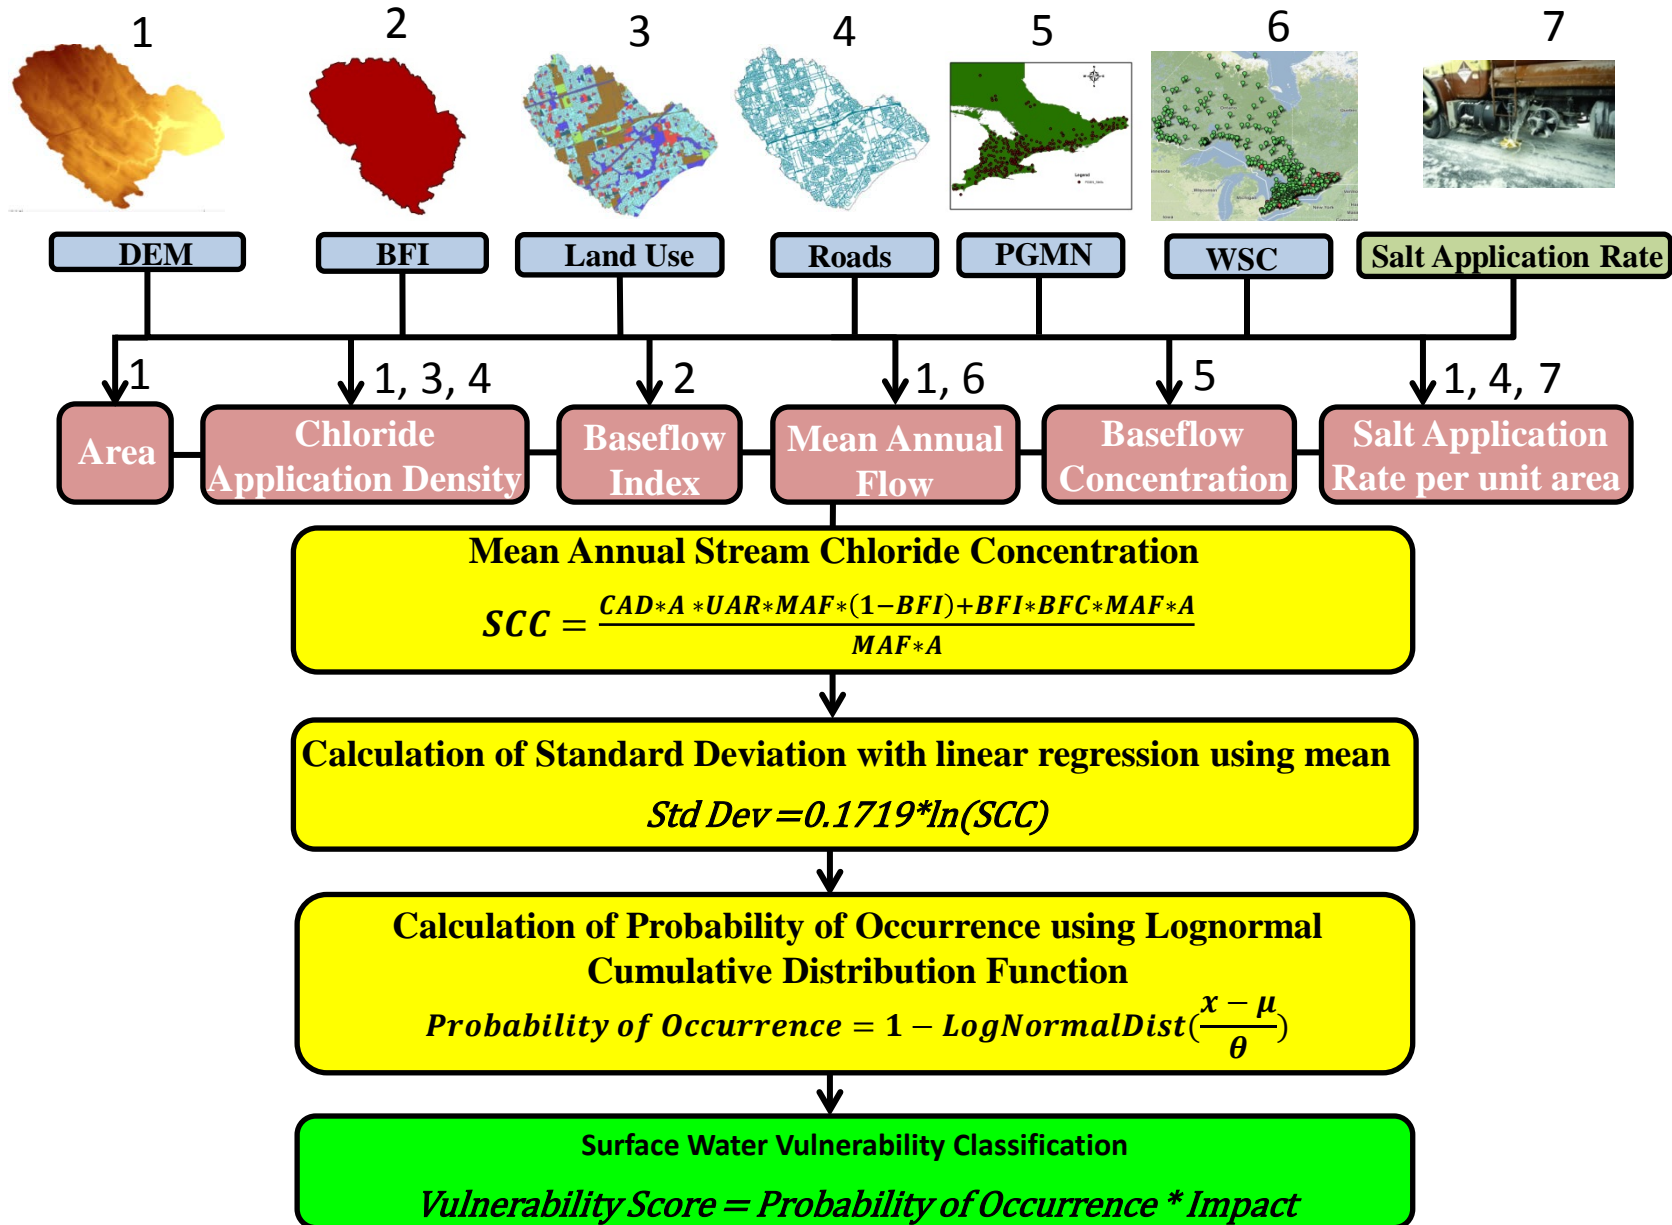 1 2 3 4 5 6 7
DEM BFI Land Use Roads PGMN WSC Salt Application Rate
1 1, 3, 4 2 1, 6 5 1, 4, 7
Area
Chloride
Application Density
Baseflow
Index
Mean Annual
Flow
Baseflow
Concentration
Salt Application
Rate per unit area
Mean Annual Stream Chloride Concentration
SCC = \frac{CAD*A *UAR*MAF*(1−BFI)+BFI*BFC*MAF*A}{MAF*A}
Calculation of Standard Deviation with linear regression using mean
Std Dev =0.1719*ln(SCC)
Calculation of Probability of Occurrence using Lognormal
Cumulative Distribution Function
Probability of Occurrence = 1 − LogNormalDist(\frac{x − μ}{θ})
Surface Water Vulnerability Classification
Vulnerability Score = Probability of Occurrence * Impact